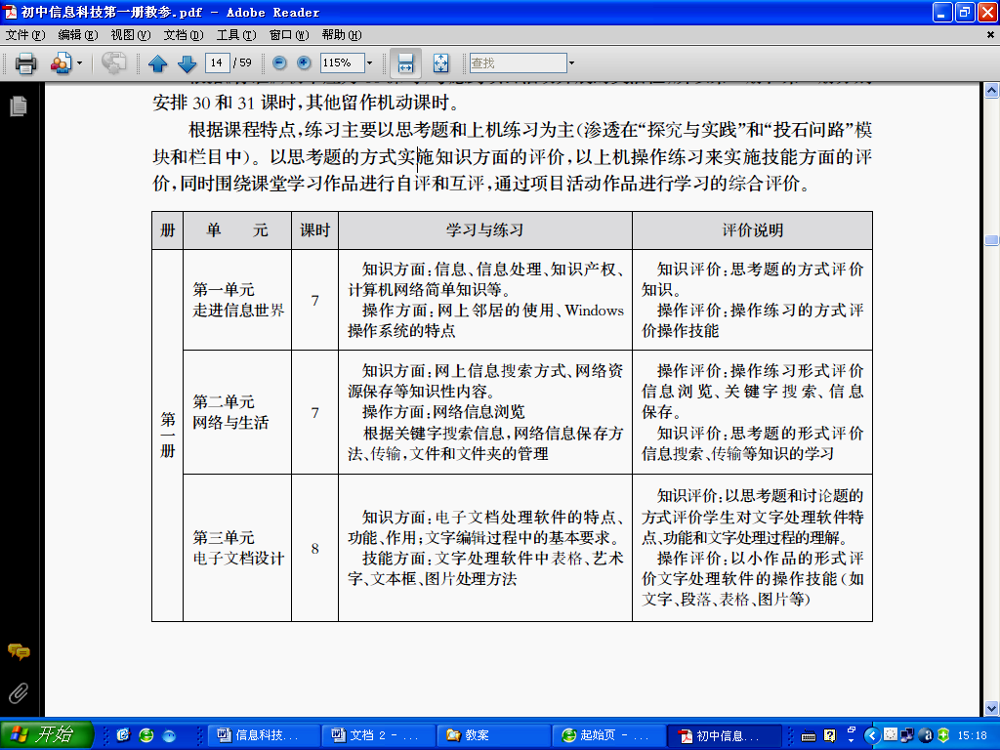 初中信息科技第一册教参.pdf - Adobe Reader
文件(F) 编辑(E) 视图(V) 文档(D) 工具(T) 窗口(W) 帮助(H)
14 / 59 115% 查找
安排 30 和 31 课时,其他留作机动课时。
根据课程特点,练习主要以思考题和上机练习为主(渗透在“探究与实践”和“投石问路”模
块和栏目中)。以思考题的方式实施知识方面的评价,以上机操作练习来实施技能方面的评
价,同时围绕课堂学习作品进行自评和互评,通过项目活动作品进行学习的综合评价。
册 单 元 课时 学习与练习 评价说明
第一册
第一单元
走进信息世界
7
知识方面:信息、信息处理、知识产权、
计算机网络简单知识等。
操作方面:网上邻居的使用、Windows
操作系统的特点
知识评价:思考题的方式评价
知识。
操作评价:操作练习的方式评
价操作技能
第二单元
网络与生活
7
知识方面:网上信息搜索方式、网络资
源保存等知识性内容。
操作方面:网络信息浏览
根据关键字搜索信息,网络信息保存方
法、传输,文件和文件夹的管理
操作评价:操作练习形式评价
信息浏览、关键字搜索、信息
保存。
知识评价:思考题的形式评价
信息搜索、传输等知识的学习
第三单元
电子文档设计
8
知识方面:电子文档处理软件的特点、
功能、作用;文字编辑过程中的基本要求。
技能方面:文字处理软件中表格、艺术
字、文本框、图片处理方法
知识评价:以思考题和讨论题的
方式评价学生对文字处理软件特
点、功能和文字处理过程的理解。
操作评价:以小作品的形式评
价文字处理软件的操作技能(如
文字、段落、表格、图片等)
开始 信息科技... 文档 2 - ... 教案 起始页 - ... 初中信息... 15:18